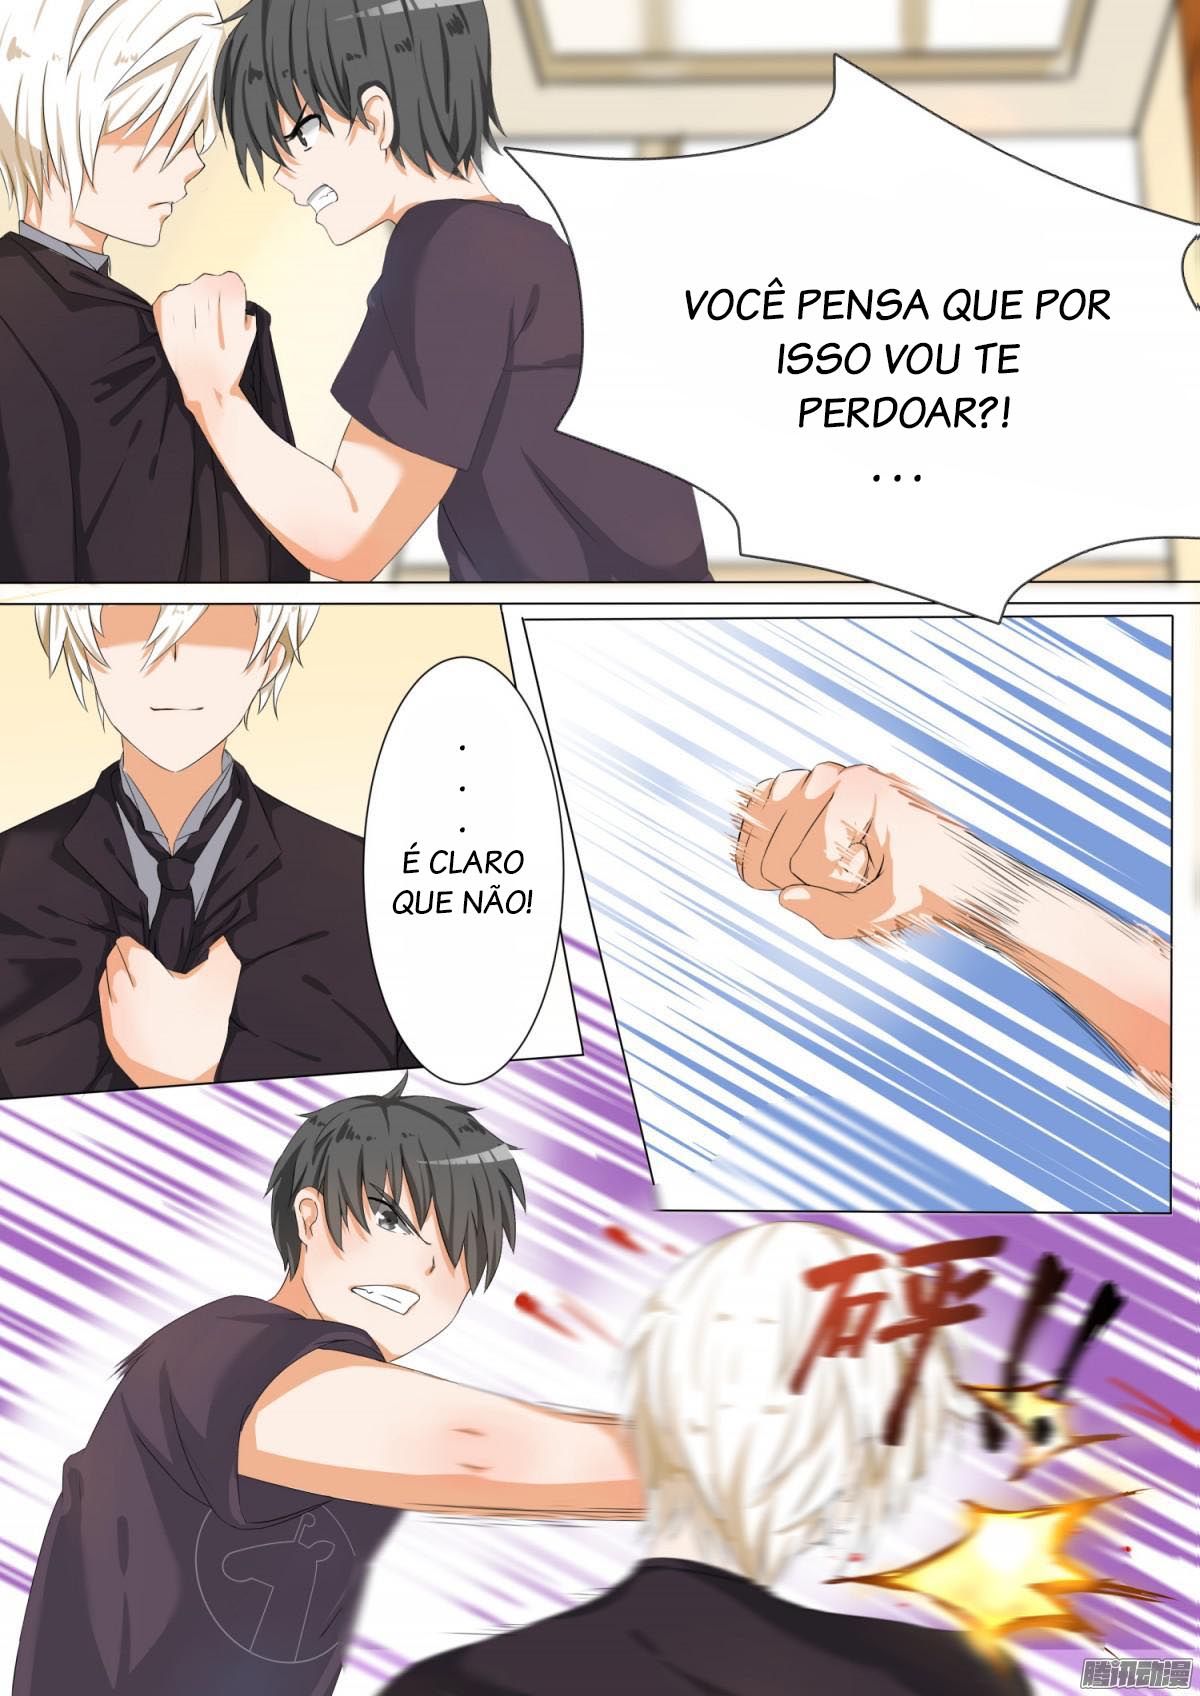 VOCÊ PENSA QUE POR
ISSO VOU TE
PERDOAR?!
...
.
.
.
É CLARO
QUE NÃO!
砰!!
腾讯动漫